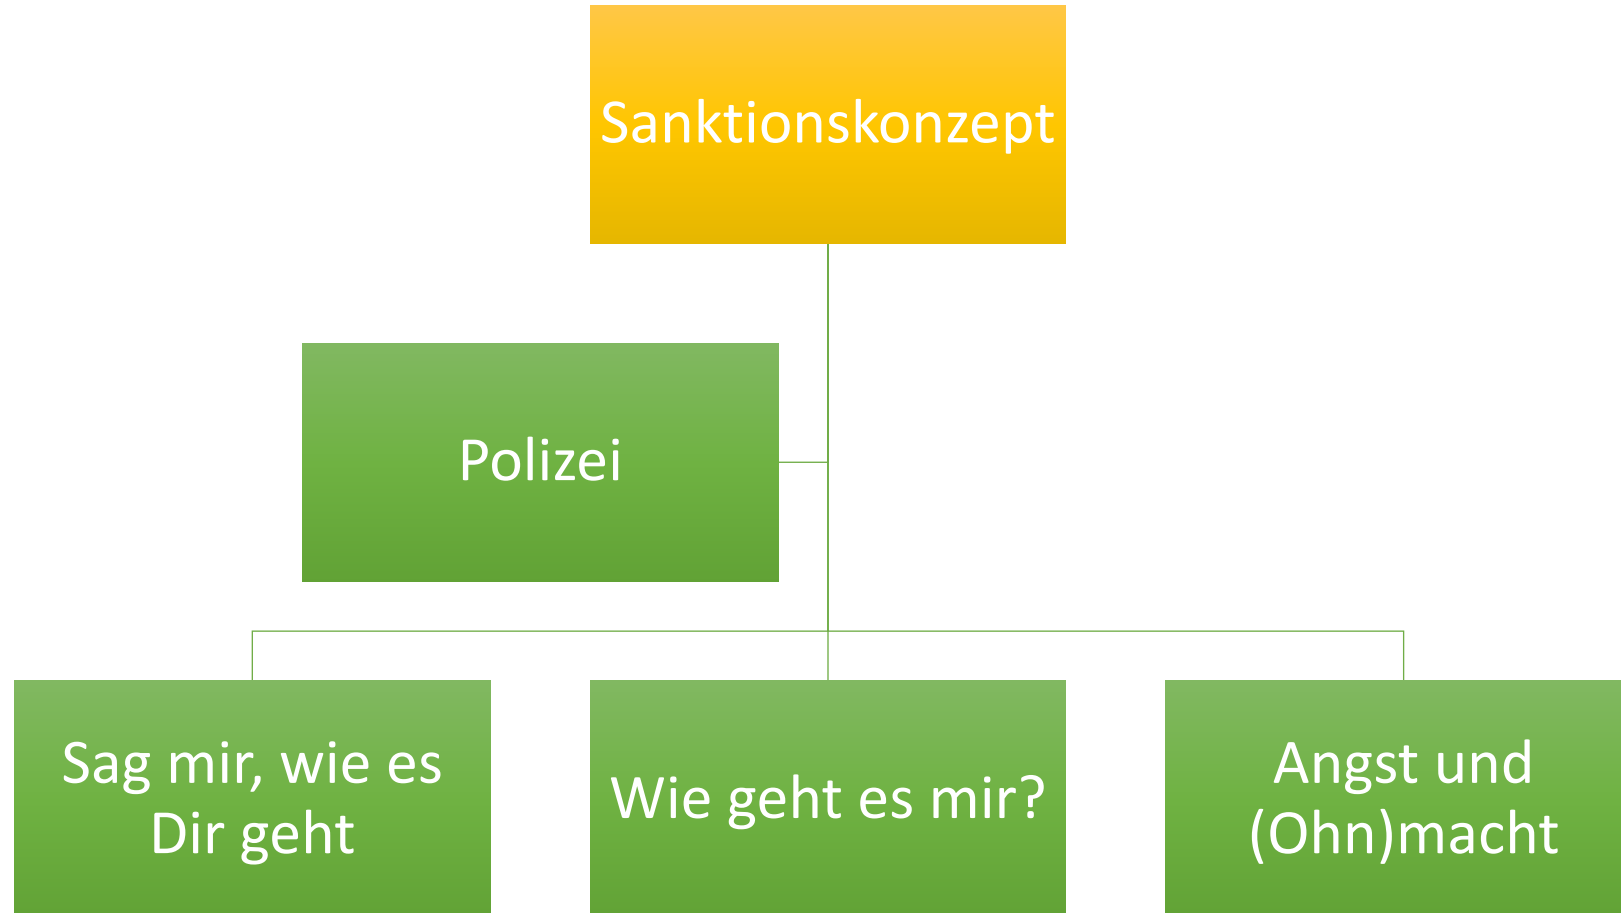 Sanktionskonzept
Polizei
Sag mir, wie es
Dir geht
Wie geht es mir?
Angst und
(Ohn)macht